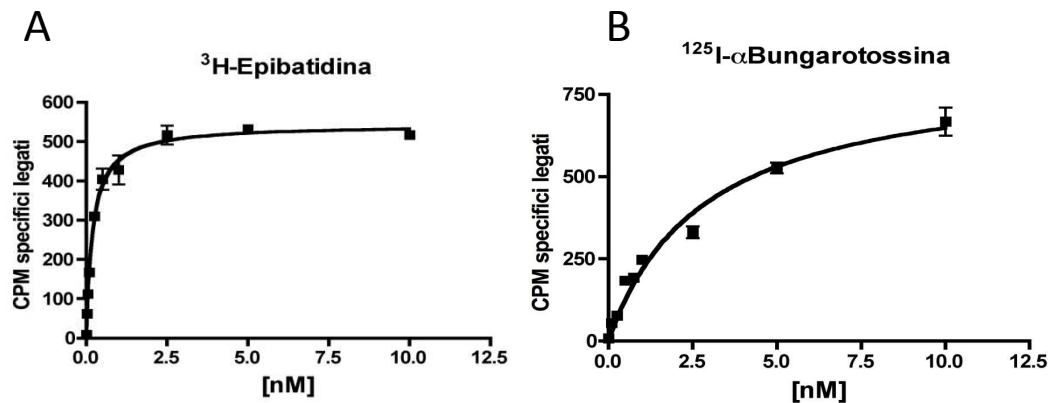 A
³H-Epibatidina
CPM specifici legati
600
500
400
300
200
100
0
0.0 2.5 5.0 7.5 10.0 12.5
[nM]
B
¹²⁵I-αBungarotossina
CPM specifici legati
750
500
250
0
0.0 2.5 5.0 7.5 10.0 12.5
[nM]